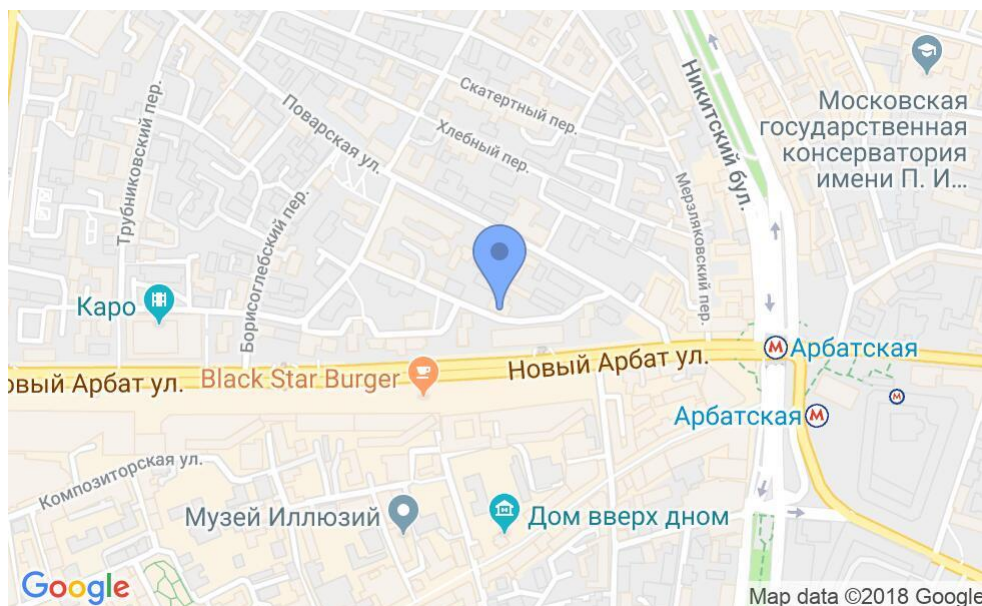 Скатертный пер.
Никитский бул.
Московская
государственная
консерватория
имени П. И...
Поварская ул.
Хлебный пер.
Трубниковский пер.
Мерзляковский пер.
Борисоглебский пер.
Каро
Новый Арбат ул.
Арбатская
овый Арбат ул.
Black Star Burger
Арбатская
Композиторская ул.
Музей Иллюзий
Дом вверх дном
Google
Map data ©2018 Google